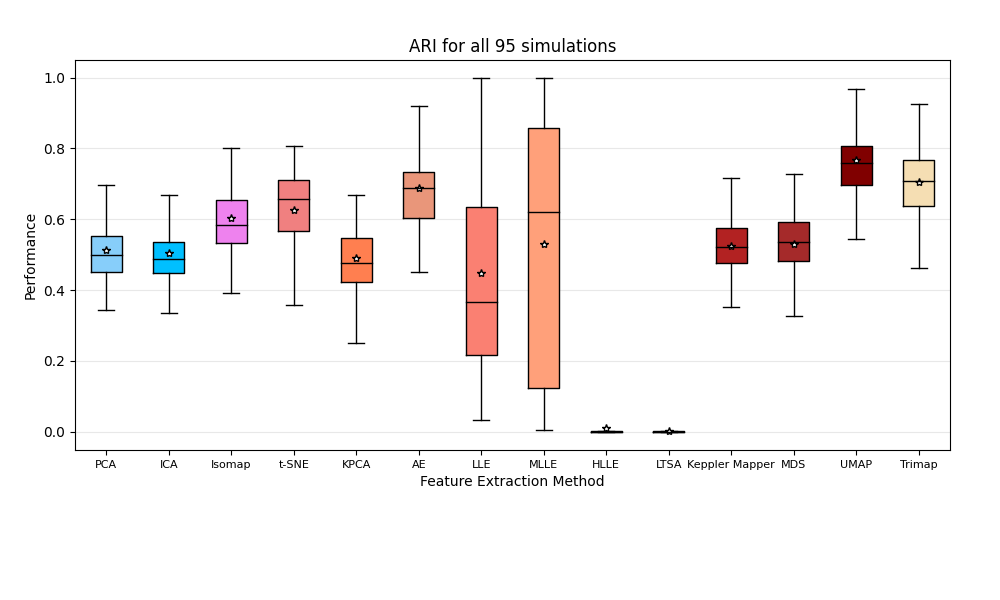 ARI for all 95 simulations
Performance
1.0
0.8
0.6
0.4
0.2
0.0
PCA ICA Isomap t-SNE KPCA AE LLE MLLE HLLE LTSA Keppler Mapper MDS UMAP Trimap
Feature Extraction Method